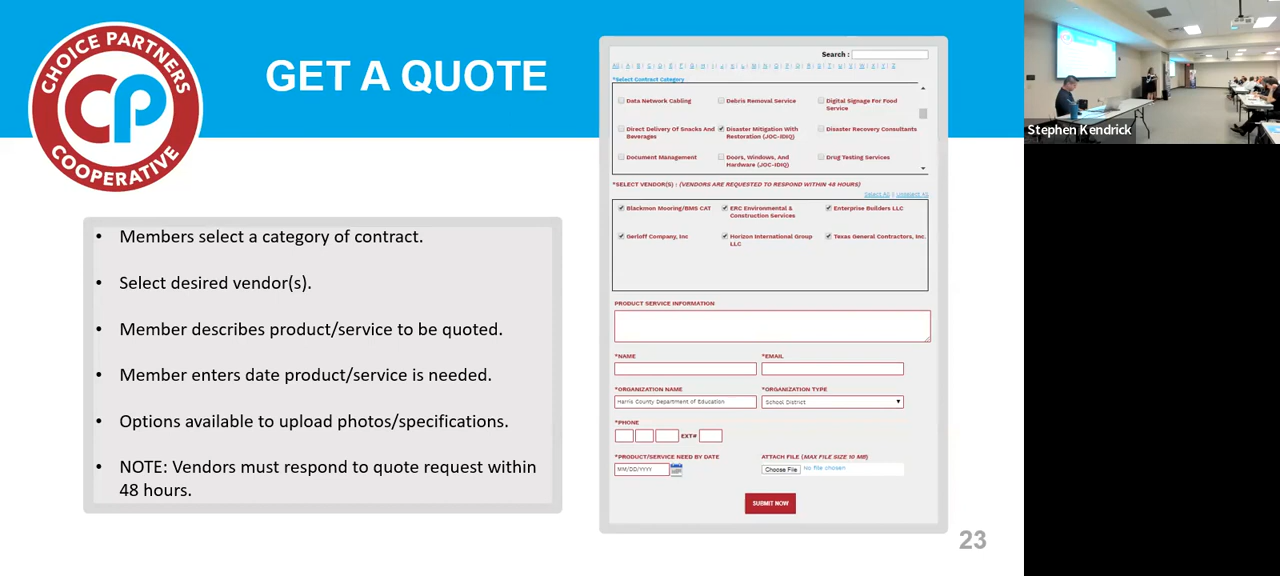 CHOICE PARTNERS
CP
COOPERATIVE
GET A QUOTE
• Members select a category of contract.
• Select desired vendor(s).
• Member describes product/service to be quoted.
• Member enters date product/service is needed.
• Options available to upload photos/specifications.
• NOTE: Vendors must respond to quote request within
48 hours.
Search :
All | A | B | C | D | E | F | G | H | I | J | K | L | M | N | O | P | Q | R | S | T | U | V | W | X | Y | Z
*Select Contract Category
Data Network Cabling
Debris Removal Service
Digital Signage For Food
Service
Direct Delivery Of Snacks And
Beverages
Disaster Mitigation With
Restoration (JOC-IDIQ)
Disaster Recovery Consultants
Document Management
Doors, Windows, And
Hardware (JOC-IDIQ)
Drug Testing Services
*SELECT VENDOR(S) : (VENDORS ARE REQUESTED TO RESPOND WITHIN 48 HOURS)
Select All | Unselect All
Blackmon Mooring/BMS CAT
ERC Environmental &
Construction Services
Enterprise Builders LLC
Gerloff Company, Inc
Horizon International Group
LLC
Texas General Contractors, Inc.
PRODUCT SERVICE INFORMATION
*NAME
*EMAIL
*ORGANIZATION NAME
*ORGANIZATION TYPE
Harris County Department of Education
School District
*PHONE
EXT#
*PRODUCT/SERVICE NEED BY DATE
ATTACH FILE (MAX FILE SIZE 10 MB)
MM/DD/YYYY
Choose File No file chosen
SUBMIT NOW
23
Stephen Kendrick